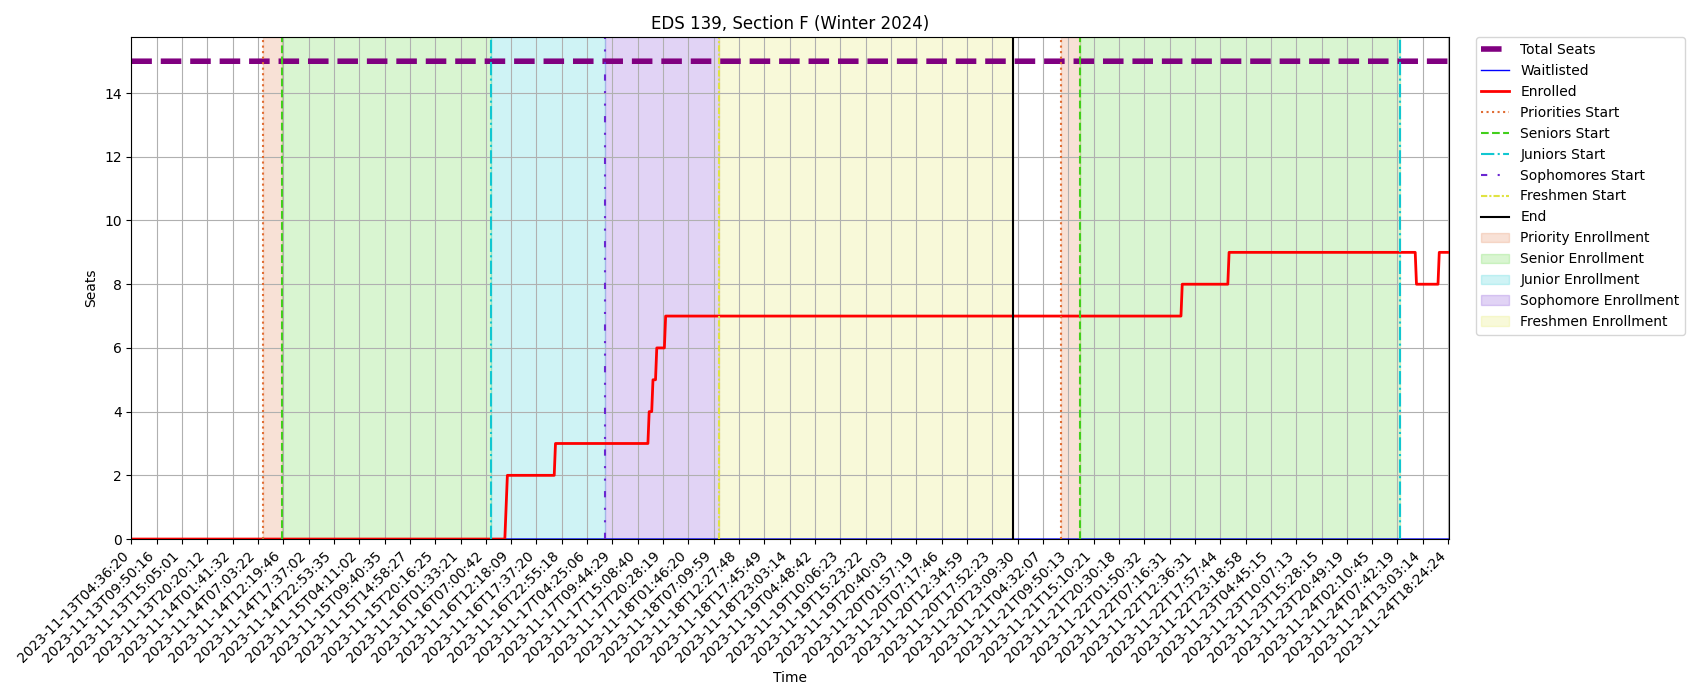 EDS 139, Section F (Winter 2024)
Seats
14
12
10
8
6
4
2
0
2023-11-13T04:36:20
2023-11-13T09:50:16
2023-11-13T15:05:01
2023-11-13T20:20:12
2023-11-14T01:41:32
2023-11-14T07:03:22
2023-11-14T12:19:46
2023-11-14T17:37:02
2023-11-14T22:53:35
2023-11-15T04:11:02
2023-11-15T09:40:35
2023-11-15T14:58:27
2023-11-15T20:16:25
2023-11-16T01:33:21
2023-11-16T07:00:42
2023-11-16T12:18:09
2023-11-16T17:37:20
2023-11-16T22:55:18
2023-11-17T04:25:06
2023-11-17T09:44:29
2023-11-17T15:08:40
2023-11-17T20:28:19
2023-11-18T01:46:20
2023-11-18T07:09:59
2023-11-18T12:27:48
2023-11-18T17:45:49
2023-11-18T23:03:14
2023-11-19T04:48:42
2023-11-19T10:06:23
2023-11-19T15:23:22
2023-11-19T20:40:03
2023-11-20T01:57:19
2023-11-20T07:17:46
2023-11-20T12:34:59
2023-11-20T17:52:23
2023-11-20T23:09:30
2023-11-21T04:32:07
2023-11-21T09:50:13
2023-11-21T15:10:21
2023-11-21T20:30:18
2023-11-22T01:50:32
2023-11-22T07:16:31
2023-11-22T12:36:31
2023-11-22T17:57:44
2023-11-22T23:18:58
2023-11-23T04:45:15
2023-11-23T10:07:13
2023-11-23T15:28:15
2023-11-23T20:49:19
2023-11-24T02:10:45
2023-11-24T07:42:19
2023-11-24T13:03:14
2023-11-24T18:24:24
Time
Total Seats
Waitlisted
Enrolled
Priorities Start
Seniors Start
Juniors Start
Sophomores Start
Freshmen Start
End
Priority Enrollment
Senior Enrollment
Junior Enrollment
Sophomore Enrollment
Freshmen Enrollment